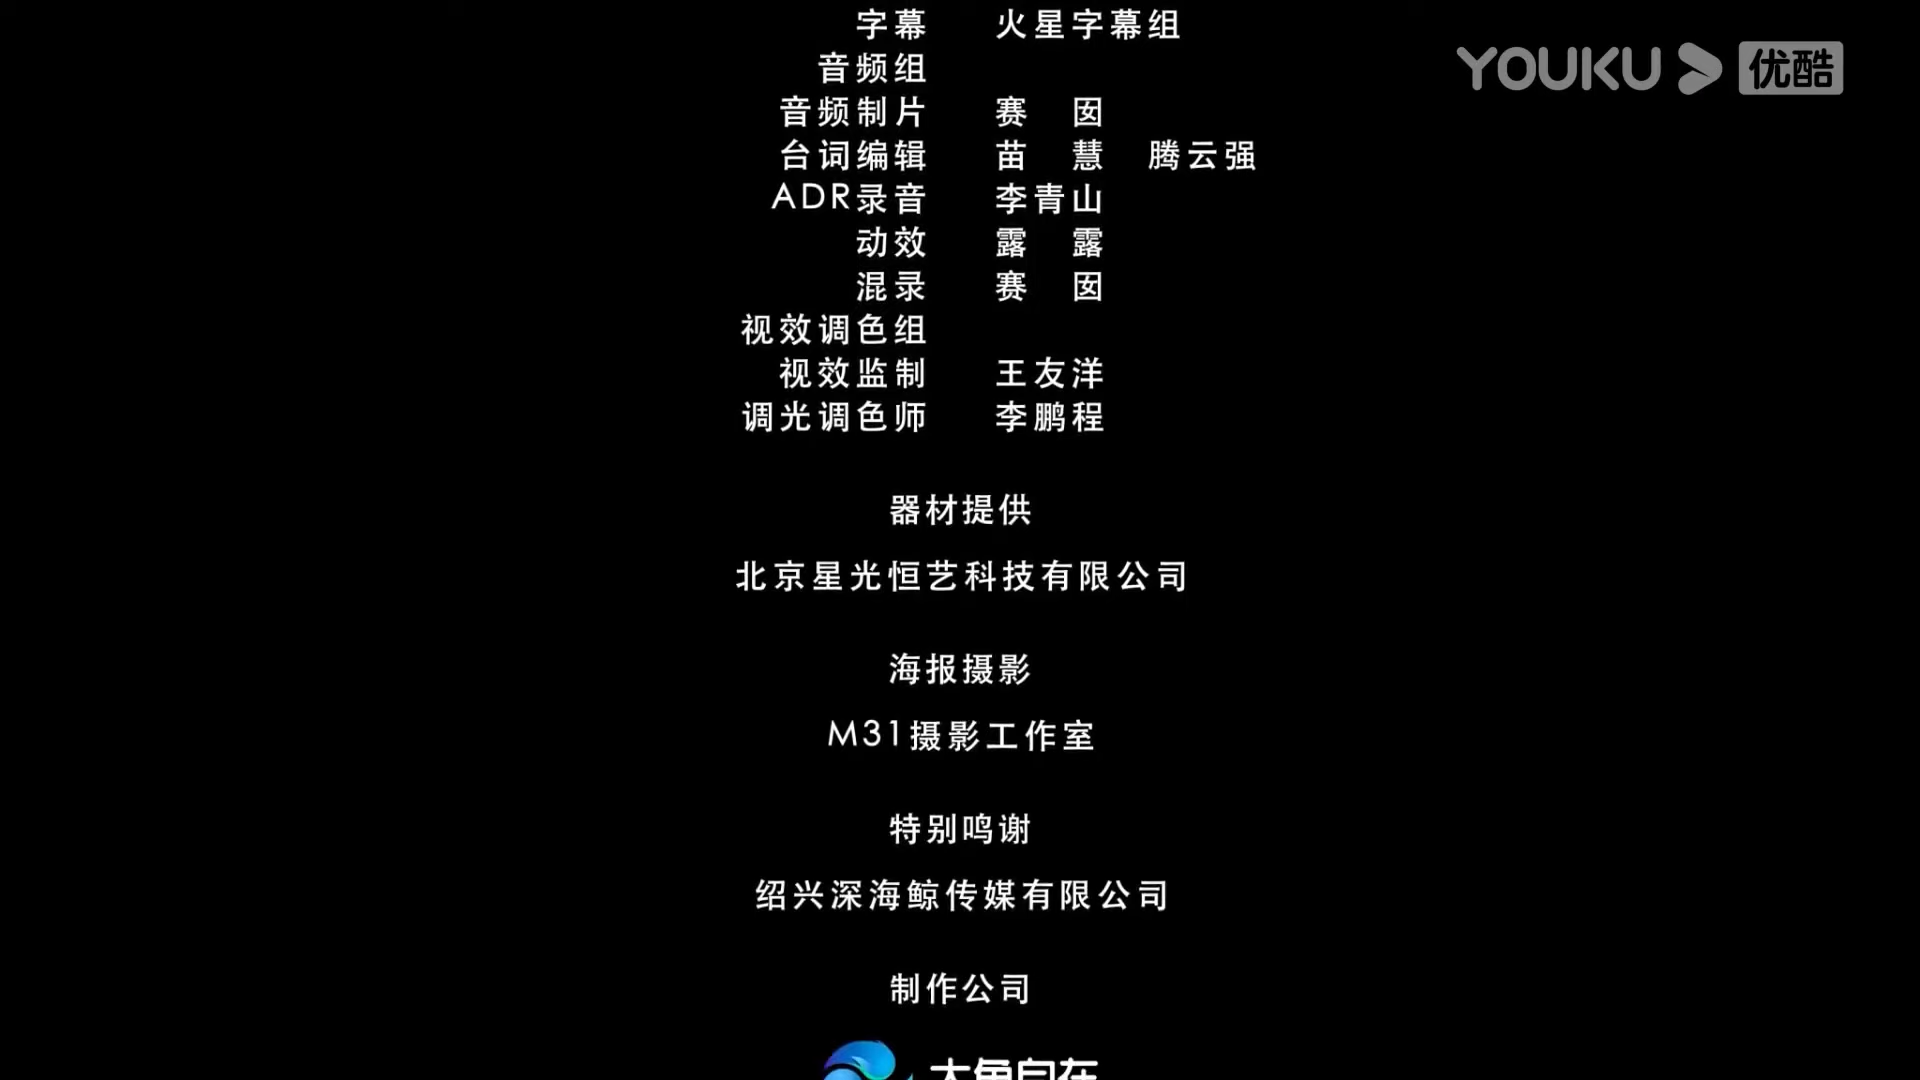 字幕 火星字幕组
YOUKU 优酷
音频组
音频制片 赛 囡
台词编辑 苗 慧 腾云强
ADR录音 李青山
动效 露 露
混录 赛 囡
视效调色组
视效监制 王友洋
调光调色师 李鹏程
器材提供
北京星光恒艺科技有限公司
海报摄影
M31摄影工作室
特别鸣谢
绍兴深海鲸传媒有限公司
制作公司
大鱼自在